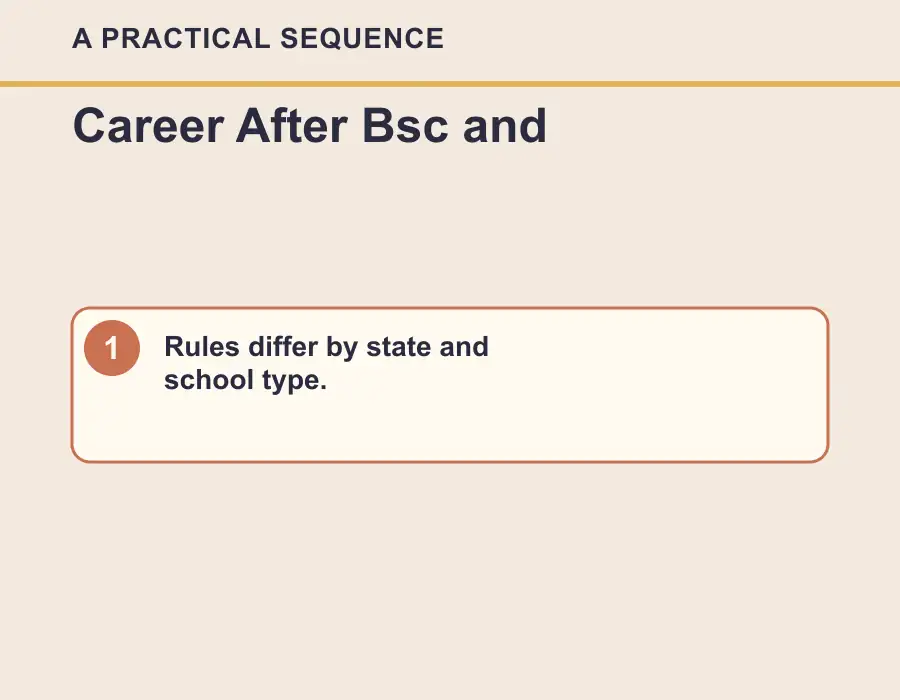 A PRACTICAL SEQUENCE
Career After Bsc and
1
Rules differ by state and
school type.